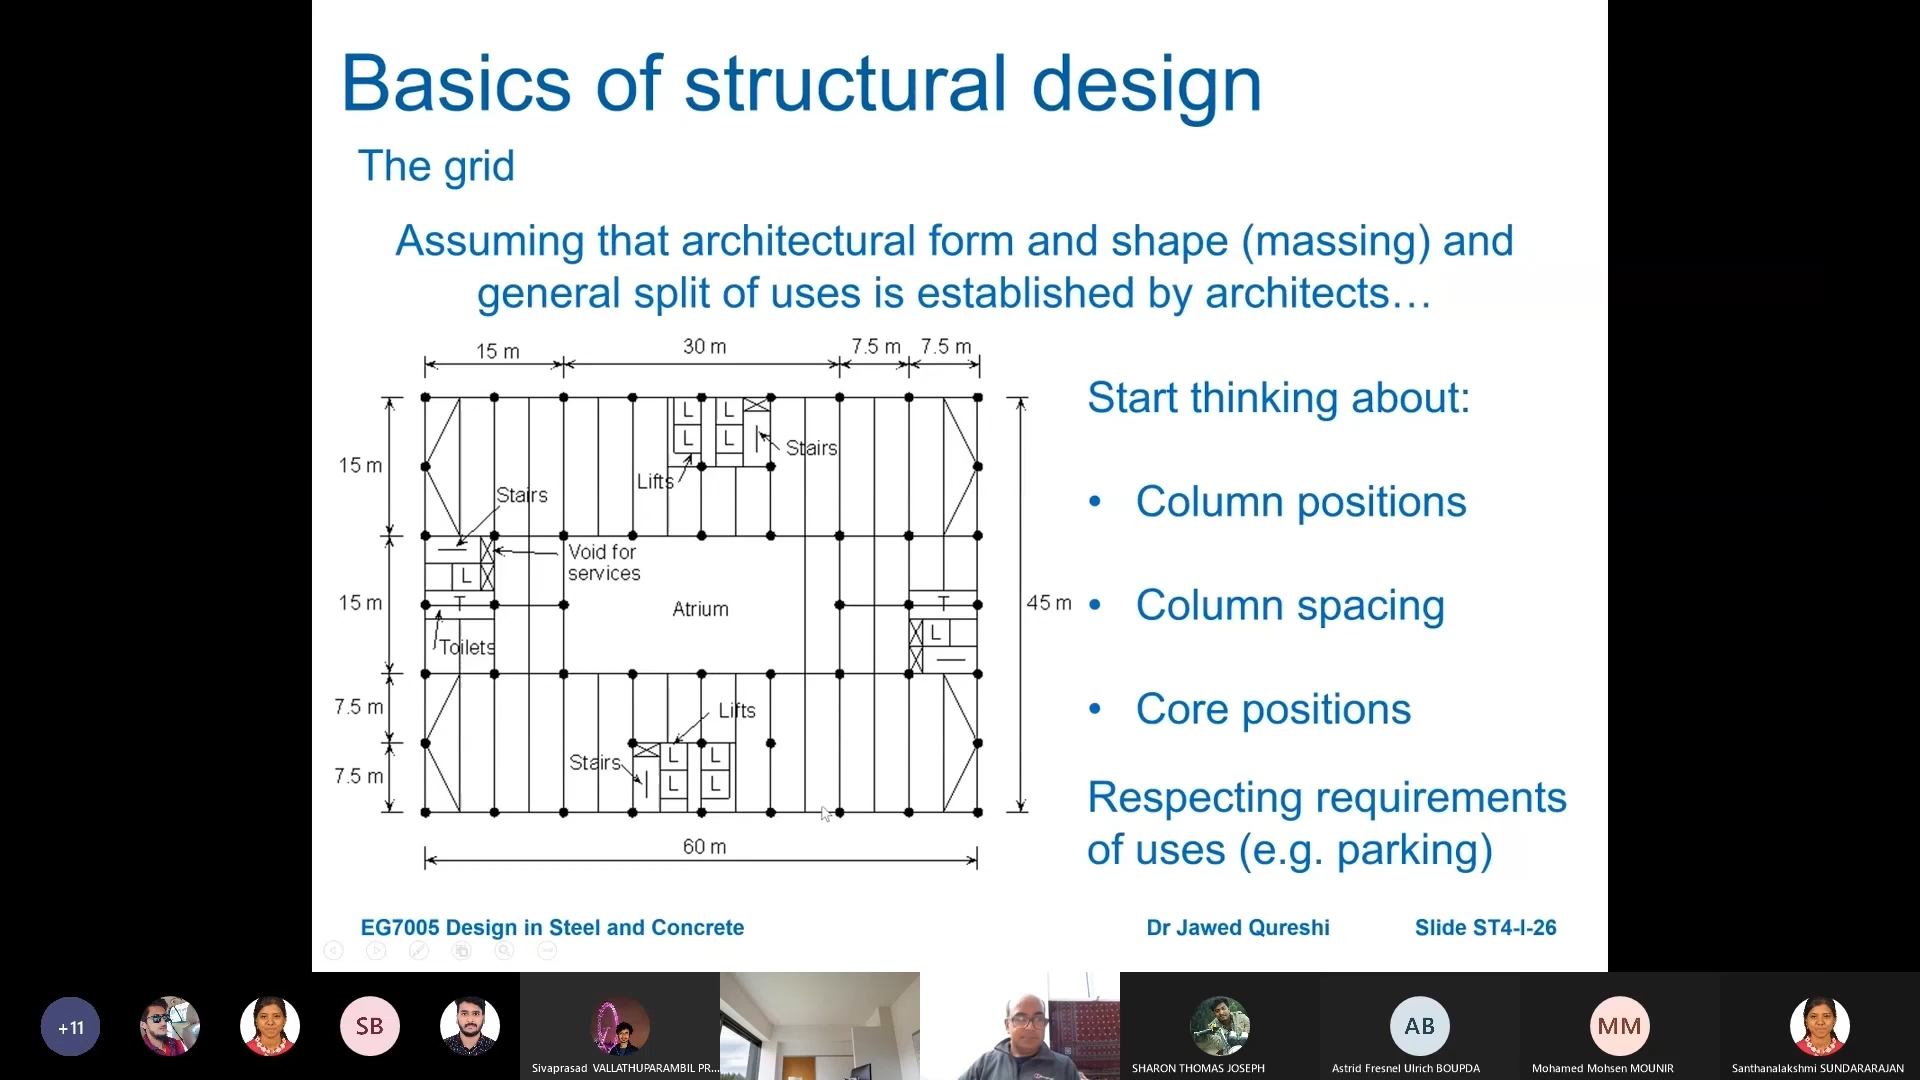 Basics of structural design
The grid
Assuming that architectural form and shape (massing) and
general split of uses is established by architects…
15 m
30 m
7.5 m
7.5 m
L
L
L
L
Stairs
Lifts
15 m
Stairs
Void for
services
L
T
Toilets
15 m
Atrium
T
L
45 m
7.5 m
Lifts
Stairs
L
L
L
L
7.5 m
60 m
Start thinking about:
• Column positions
• Column spacing
• Core positions
Respecting requirements
of uses (e.g. parking)
EG7005 Design in Steel and Concrete
Dr Jawed Qureshi
Slide ST4-I-26
+11
SB
Sivaprasad VALLATHUPARAMBIL PR...
SHARON THOMAS JOSEPH
AB
Astrid Fresnel Ulrich BOUPDA
MM
Mohamed Mohsen MOUNIR
Santhanalakshmi SUNDARARAJAN